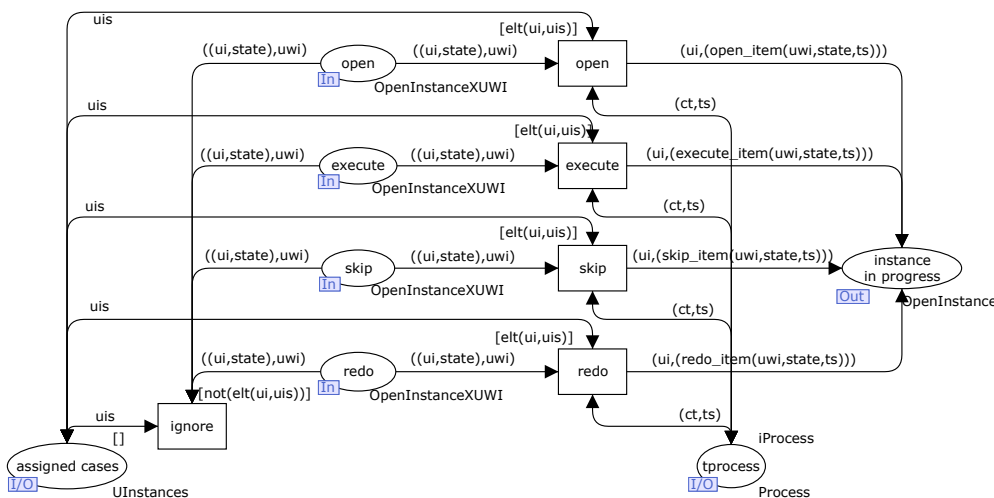 uis
[elt(ui,uis)]
((ui,state),uwi)
open
In
OpenInstanceXUWI
((ui,state),uwi)
open
(ui,(open_item(uwi,state,ts)))
(ct,ts)
uis
[elt(ui,uis)]
((ui,state),uwi)
execute
In
OpenInstanceXUWI
((ui,state),uwi)
execute
(ui,(execute_item(uwi,state,ts)))
(ct,ts)
uis
[elt(ui,uis)]
((ui,state),uwi)
skip
In
OpenInstanceXUWI
((ui,state),uwi)
skip
(ui,(skip_item(uwi,state,ts)))
instance
in progress
Out
OpenInstance
(ct,ts)
uis
[elt(ui,uis)]
((ui,state),uwi)
redo
In
OpenInstanceXUWI
((ui,state),uwi)
redo
(ui,(redo_item(uwi,state,ts)))
(ct,ts)
[not(elt(ui,uis))]
uis
[]
ignore
assigned cases
I/O
UInstances
iProcess
tprocess
I/O
Process